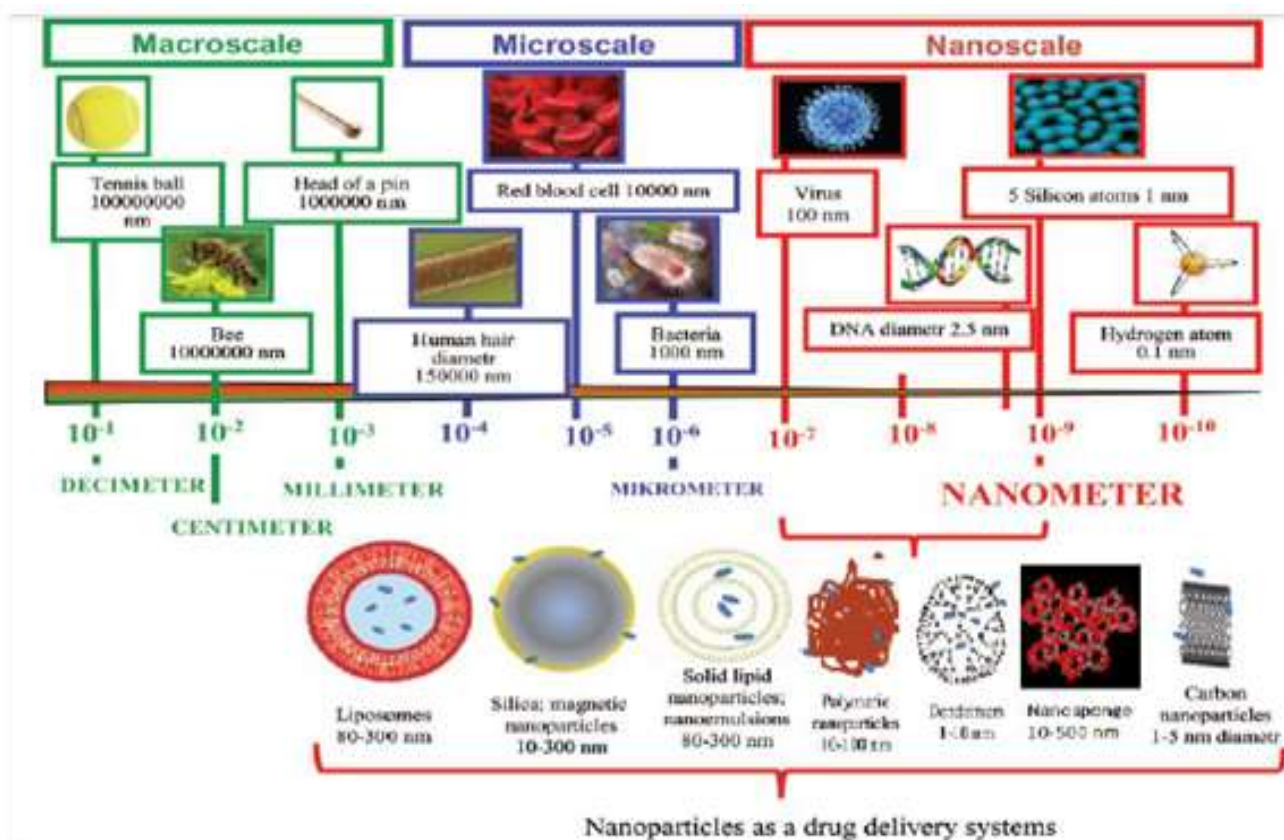 Macroscale
Microscale
Nanoscale
Tennis ball
100000000
nm
Head of a pin
1000000 nm
Red blood cell 10000 nm
Virus
100 nm
5 Silicon atoms 1 nm
Bee
10000000 nm
Human hair
diametr
150000 nm
Bacteria
1000 nm
DNA diametr 2.5 nm
Hydrogen atom
0.1 nm
10⁻¹
10⁻²
10⁻³
10⁻⁴
10⁻⁵
10⁻⁶
10⁻⁷
10⁻⁸
10⁻⁹
10⁻¹⁰
DECIMETER
MILLIMETER
MIKROMETER
NANOMETER
CENTIMETER
Liposomes
80-300 nm
Silica; magnetic
nanoparticles
10-300 nm
Solid lipid
nanoparticles;
nanoemulsions
80-300 nm
Polymeric
nanoparticles
nm
nm
Nanosponge
10-500 nm
Carbon
nanoparticles
1-5 nm diametr
Nanoparticles as a drug delivery systems